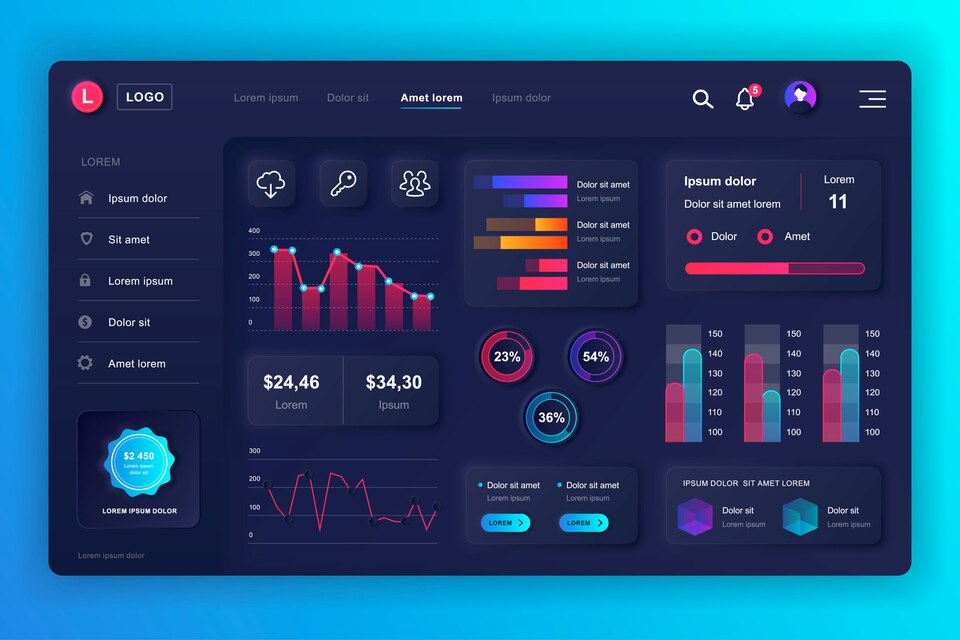 L
LOGO
Lorem ipsum
Dolor sit
Amet lorem
Ipsum dolor
5
LOREM
Ipsum dolor
Sit amet
Lorem ipsum
Dolor sit
Amet lorem
$2 450
Lorem ipsum
dolor sit
LOREM IPSUM DOLOR
Lorem ipsum dolor
400
300
200
100
0
$24,46
Lorem
$34,30
Ipsum
300
200
100
0
Dolor sit amet
Lorem ipsum
Dolor sit amet
Lorem ipsum
Dolor sit amet
Lorem ipsum
23%
54%
36%
Dolor sit amet
Lorem ipsum
LOREM
Dolor sit amet
Lorem ipsum
LOREM
Ipsum dolor
Dolor sit amet lorem
Lorem
11
Dolor
Amet
150
140
130
120
110
100
150
140
130
120
110
100
150
140
130
120
110
100
IPSUM DOLOR SIT AMET LOREM
Dolor sit
Lorem ipsum
Dolor sit
Lorem ipsum